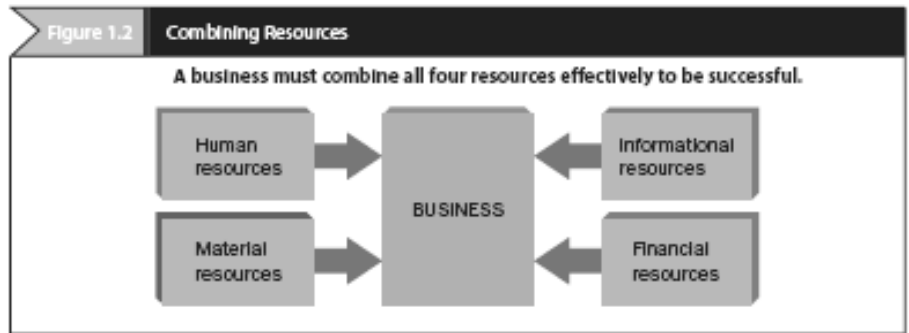 Figure 1.2 Combining Resources
A business must combine all four resources effectively to be successful.
Human
resources
Material
resources
BUSINESS
Informational
resources
Financial
resources